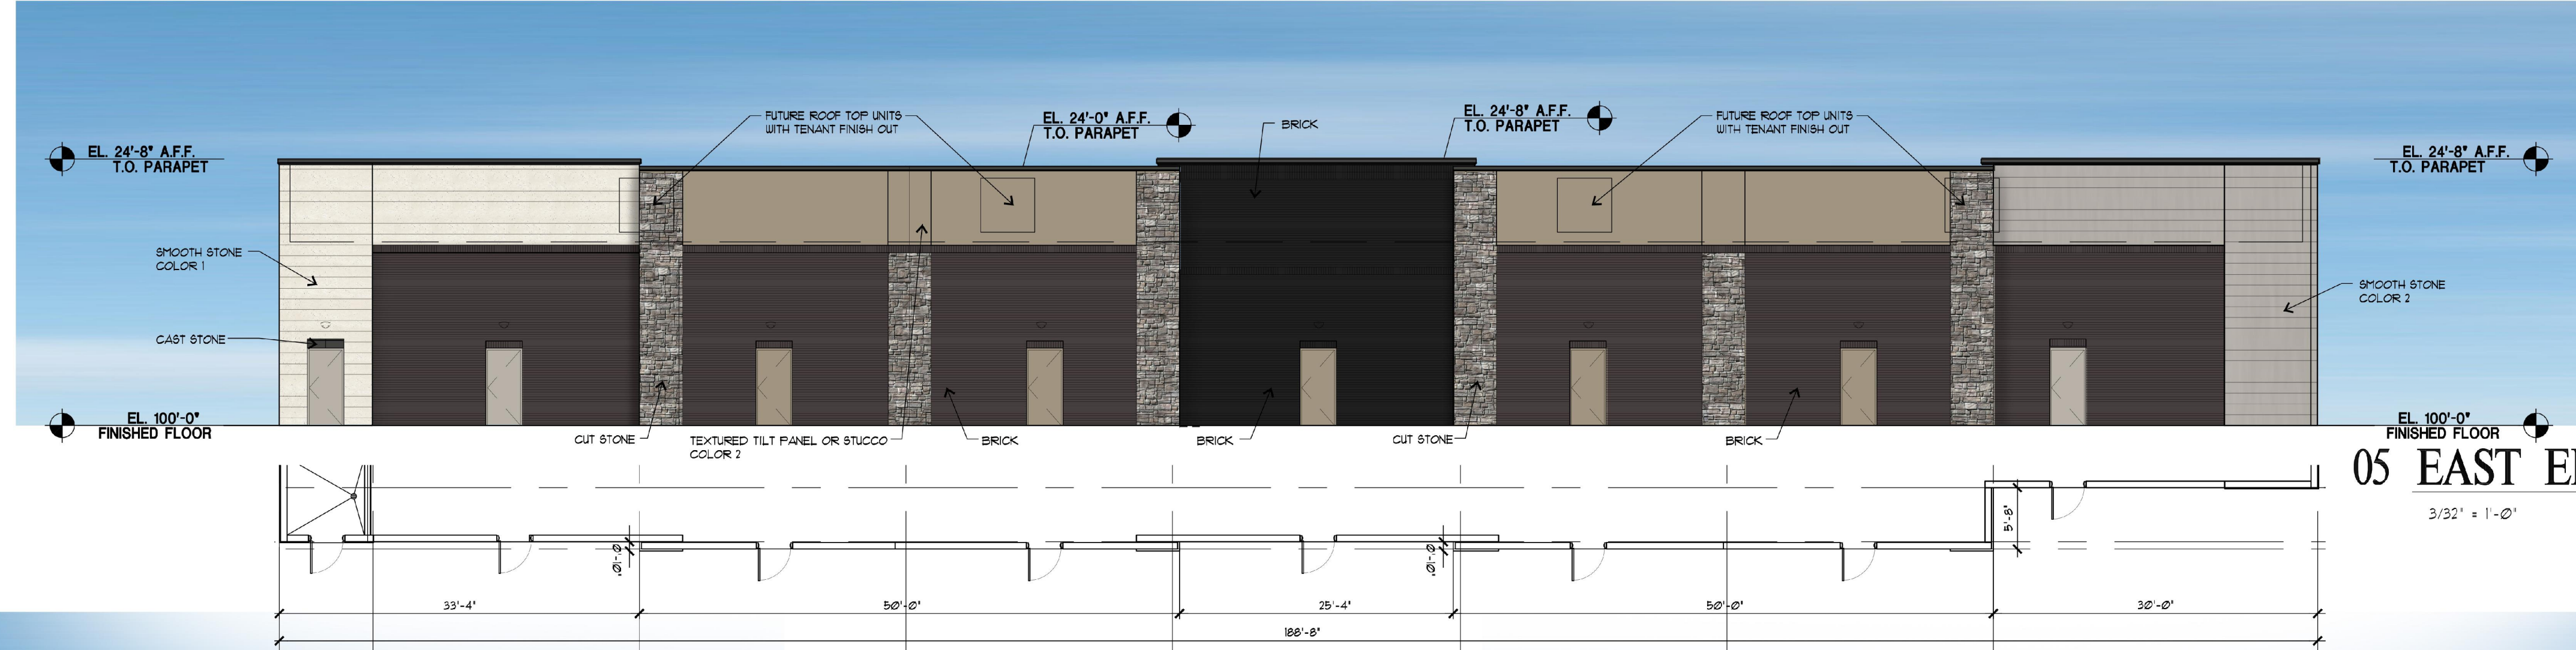 FUTURE ROOF TOP UNITS
WITH TENANT FINISH OUT
EL. 24'-0" A.F.F.
T.O. PARAPET
BRICK
EL. 24'-8" A.F.F.
T.O. PARAPET
FUTURE ROOF TOP UNITS
WITH TENANT FINISH OUT
EL. 24'-8" A.F.F.
T.O. PARAPET
EL. 24'-8" A.F.F.
T.O. PARAPET
SMOOTH STONE
COLOR 1
SMOOTH STONE
COLOR 2
CAST STONE
EL. 100'-0"
FINISHED FLOOR
CUT STONE
TEXTURED TILT PANEL OR STUCCO
COLOR 2
BRICK
BRICK
CUT STONE
BRICK
EL. 100'-0"
FINISHED FLOOR
05 EAST
3/32" = 1'-0"
5'-8"
0'-10"
0'-10"
33'-4"
50'-0"
25'-4"
50'-0"
30'-0"
188'-8"